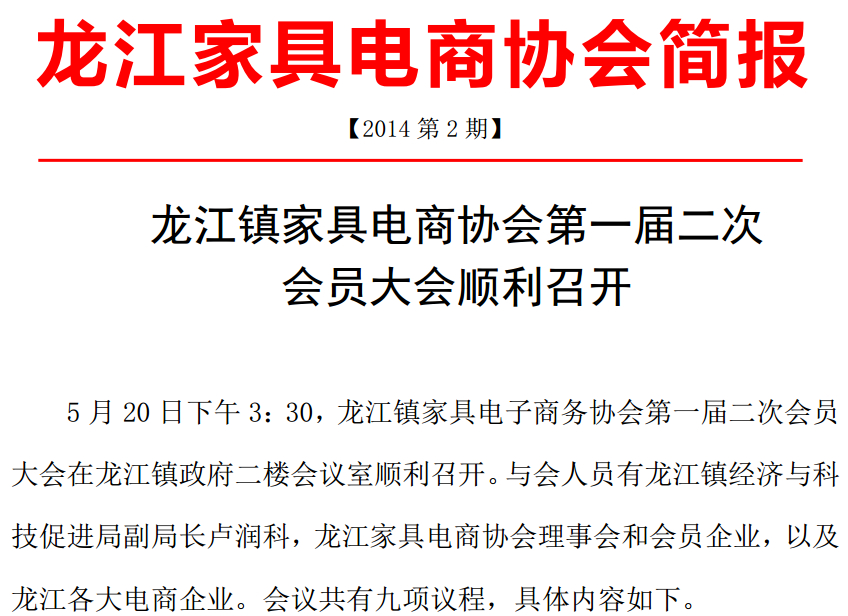 龙江家具电商协会简报
【2014 第 2 期】
龙江镇家具电商协会第一届二次
会员大会顺利召开
5 月 20 日下午 3：30，龙江镇家具电子商务协会第一届二次会员
大会在龙江镇政府二楼会议室顺利召开。与会人员有龙江镇经济与科
技促进局副局长卢润科，龙江家具电商协会理事会和会员企业，以及
龙江各大电商企业。会议共有九项议程，具体内容如下。